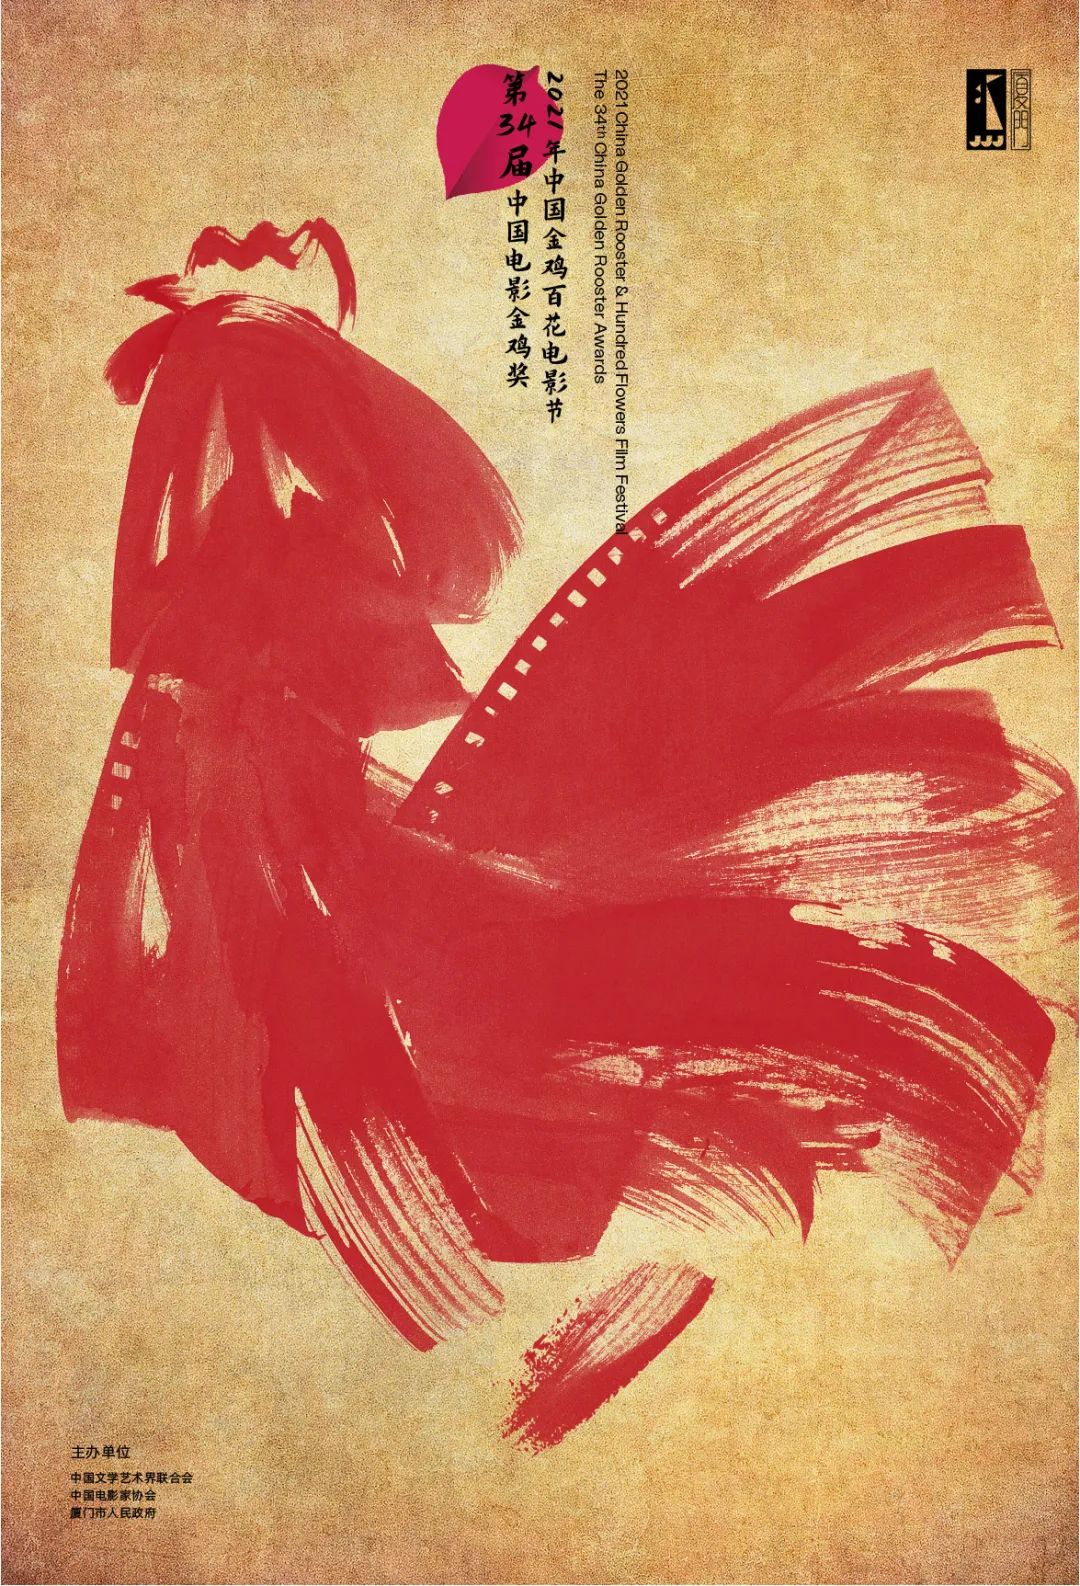 2021 China Golden Rooster & Hundred Flowers Film Festival
The 34th China Golden Rooster Awards
2021年中国金鸡百花电影节
第34届中国电影金鸡奖
厦门
主办单位
中国文学艺术界联合会
中国电影家协会
厦门市人民政府